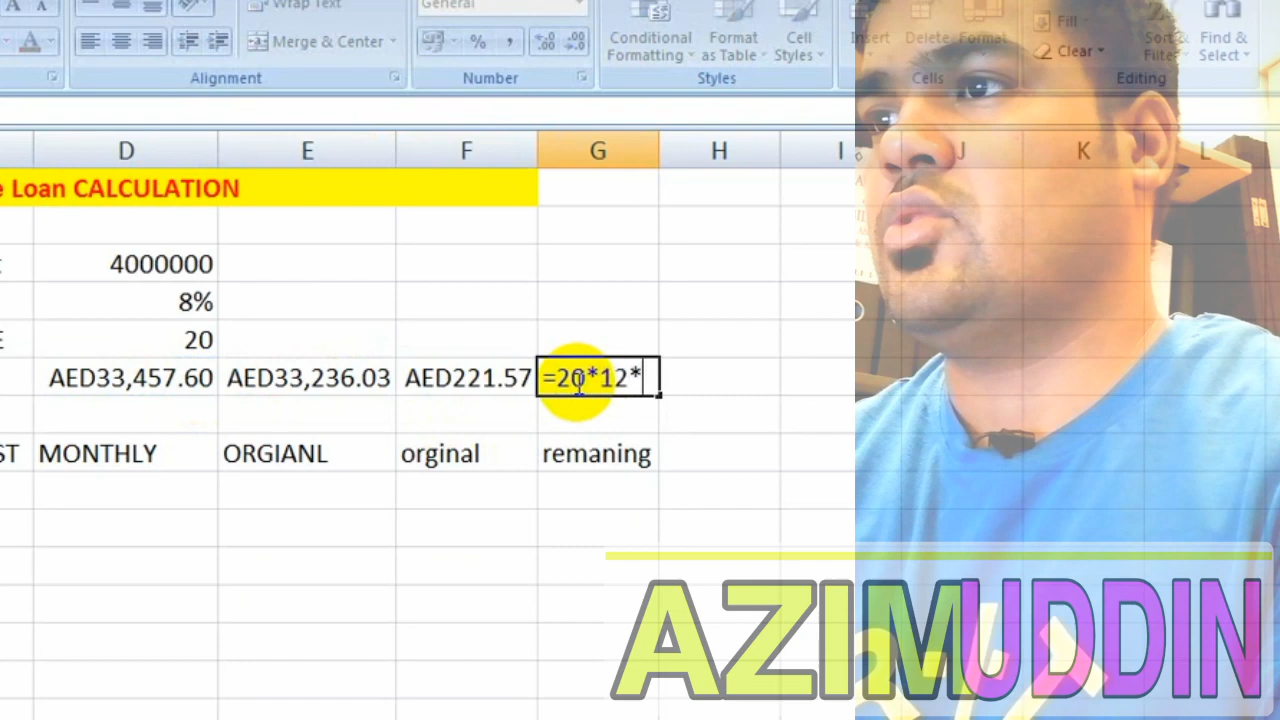 A A Wrap Text General
A Merge & Center % , Conditional Format Cell Insert Delete Format Fill Sort & Find &
Formatting as Table Styles Clear Filter Select
Alignment Number Styles Cells Editing
D E F G H I J K L
e Loan CALCULATION
4000000
8%
E 20
AED33,457.60 AED33,236.03 AED221.57 =20*12*
ST MONTHLY ORGIANL orginal remaning
AZIMUDDIN